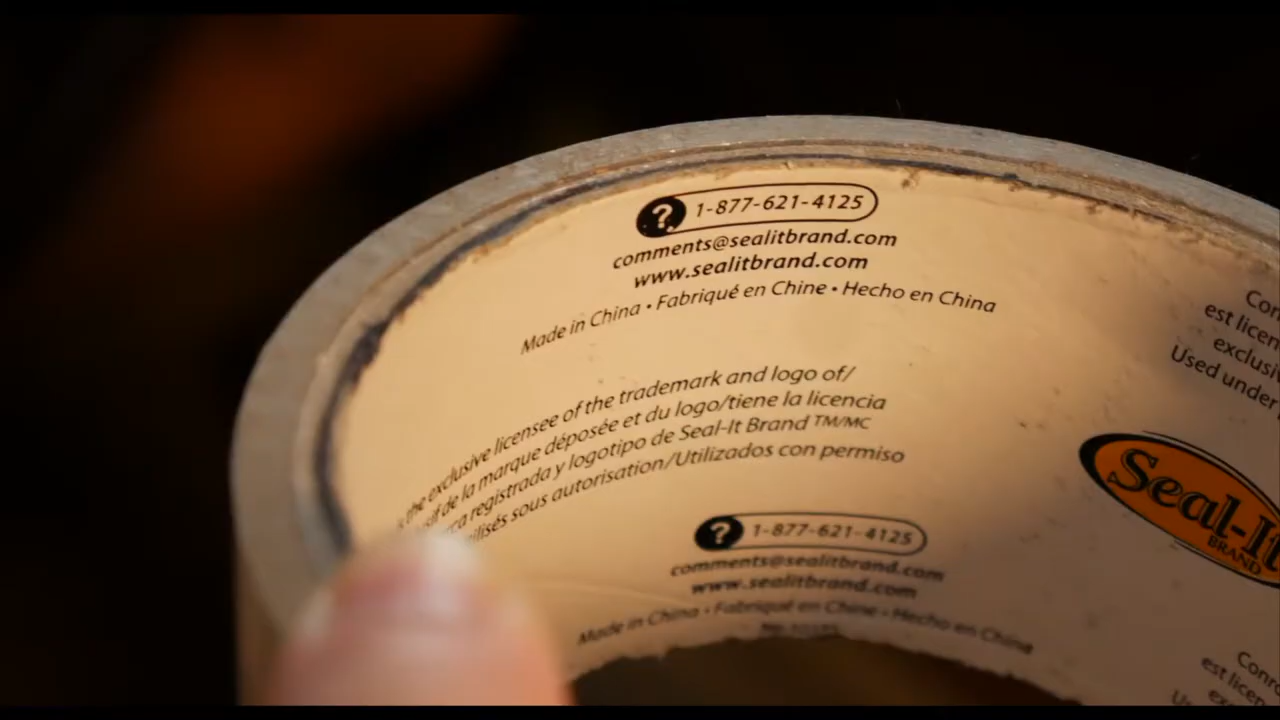 ? 1-877-621-4125
comments@sealitbrand.com
www.sealitbrand.com
Made in China • Fabriqué en Chine • Hecho en China
the exclusive licensee of the trademark and logo of/
de la marque déposée et du logo/tiene la licencia
registrada y logotipo de Seal-It Brand TM/MC
sous autorisation/Utilizados con permiso
est
Used under
Seal-It
BRAND
? 1-877-621-4125
comments@sealitbrand.com
www.sealitbrand.com
Made in China • Fabriqué en Chine • Hecho en China
est